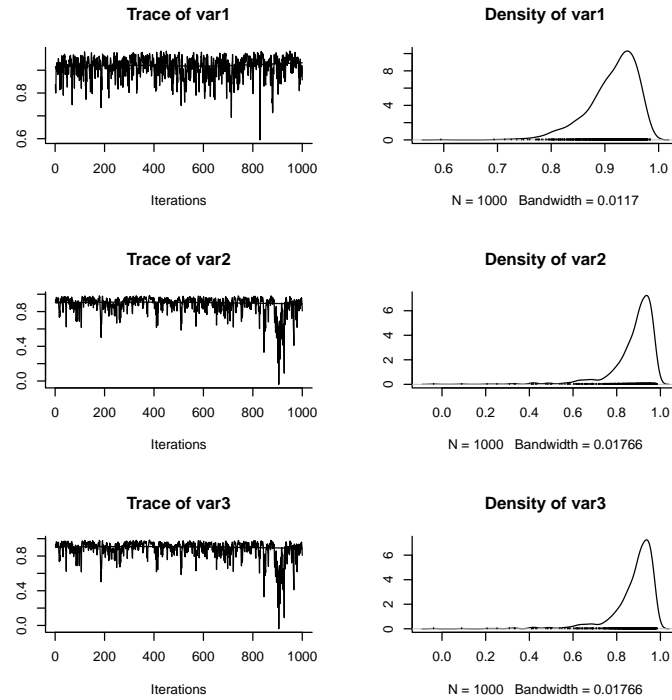 Trace of var1
0.6 0.8
0 200 400 600 800 1000
Iterations
Density of var1
0 4 8
0.6 0.7 0.8 0.9 1.0
N = 1000 Bandwidth = 0.0117
Trace of var2
0.0 0.4 0.8
0 200 400 600 800 1000
Iterations
Density of var2
0 2 4 6
0.0 0.2 0.4 0.6 0.8 1.0
N = 1000 Bandwidth = 0.01766
Trace of var3
0.0 0.4 0.8
0 200 400 600 800 1000
Iterations
Density of var3
0 2 4 6
0.0 0.2 0.4 0.6 0.8 1.0
N = 1000 Bandwidth = 0.01766